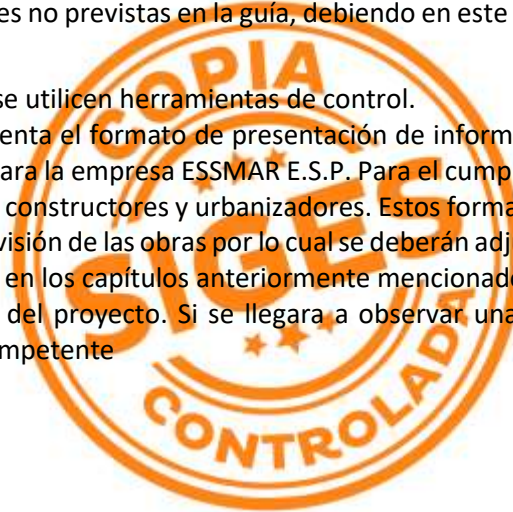 es no previstas en la guía, debiendo en este
se utilicen herramientas de control.
enta el formato de presentación de inform
ara la empresa ESSMAR E.S.P. Para el cump
constructores y urbanizadores. Estos forma
visión de las obras por lo cual se deberán adj
en los capítulos anteriormente mencionad
del proyecto. Si se llegara a observar una
mpetente
COPIA
SIGES
CONTROLADA